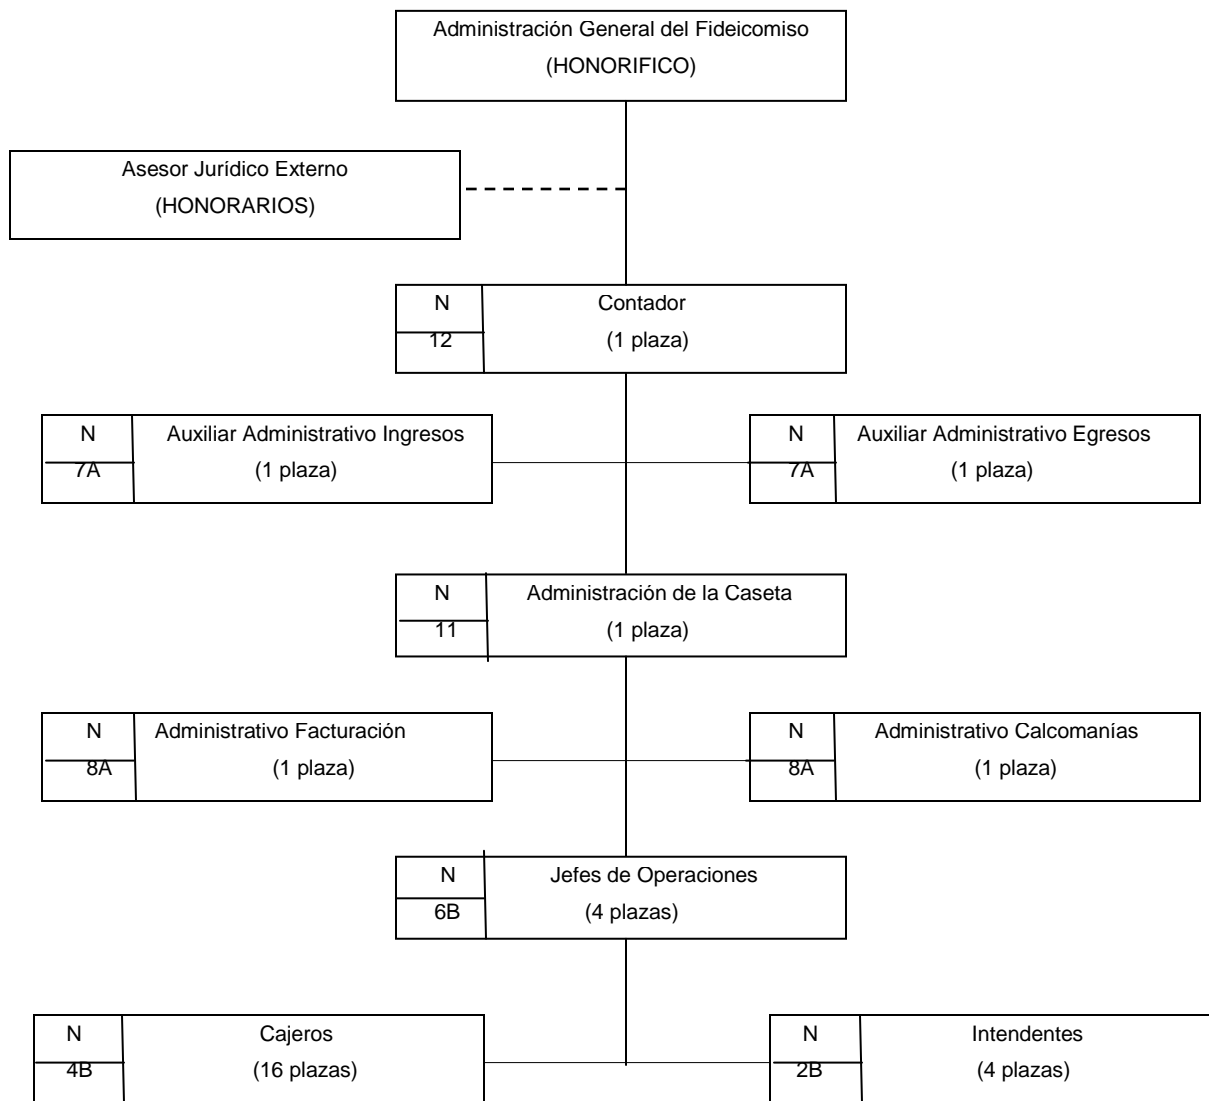 Administración General del Fideicomiso
(HONORIFICO)
Asesor Jurídico Externo
(HONORARIOS)
N
12
Contador
(1 plaza)
N
7A
Auxiliar Administrativo Ingresos
(1 plaza)
N
7A
Auxiliar Administrativo Egresos
(1 plaza)
N
11
Administración de la Caseta
(1 plaza)
N
8A
Administrativo Facturación
(1 plaza)
N
8A
Administrativo Calcomanías
(1 plaza)
N
6B
Jefes de Operaciones
(4 plazas)
N
4B
Cajeros
(16 plazas)
N
2B
Intendentes
(4 plazas)